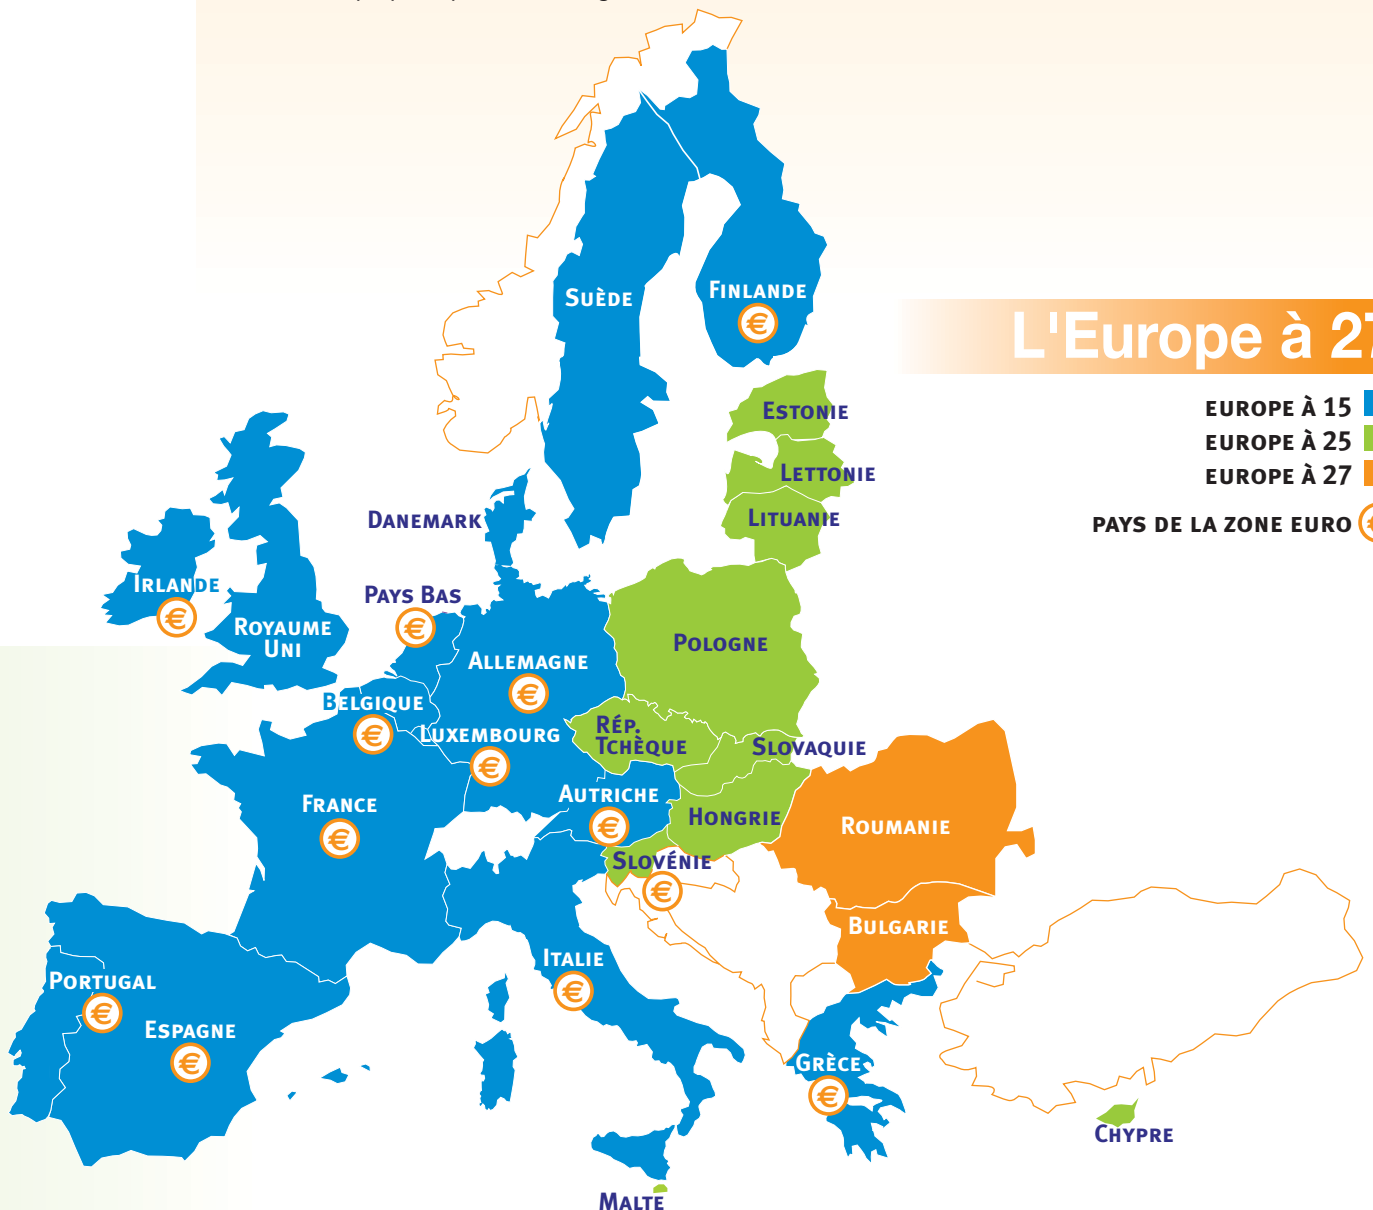 SUÈDE
FINLANDE
€
L'Europe à 27
EUROPE À 15
EUROPE À 25
EUROPE À 27
PAYS DE LA ZONE EURO €
ESTONIE
LETTONIE
LITUANIE
DANEMARK
IRLANDE
€
ROYAUME
UNI
PAYS BAS
€
ALLEMAGNE
€
POLOGNE
BELGIQUE
€
LUXEMBOURG
€
RÉP.
TCHÈQUE
SLOVAQUIE
FRANCE
€
AUTRICHE
€
HONGRIE
ROUMANIE
SLOVÉNIE
€
BULGARIE
ITALIE
€
PORTUGAL
€
ESPAGNE
€
GRÈCE
€
CHYPRE
MALTE